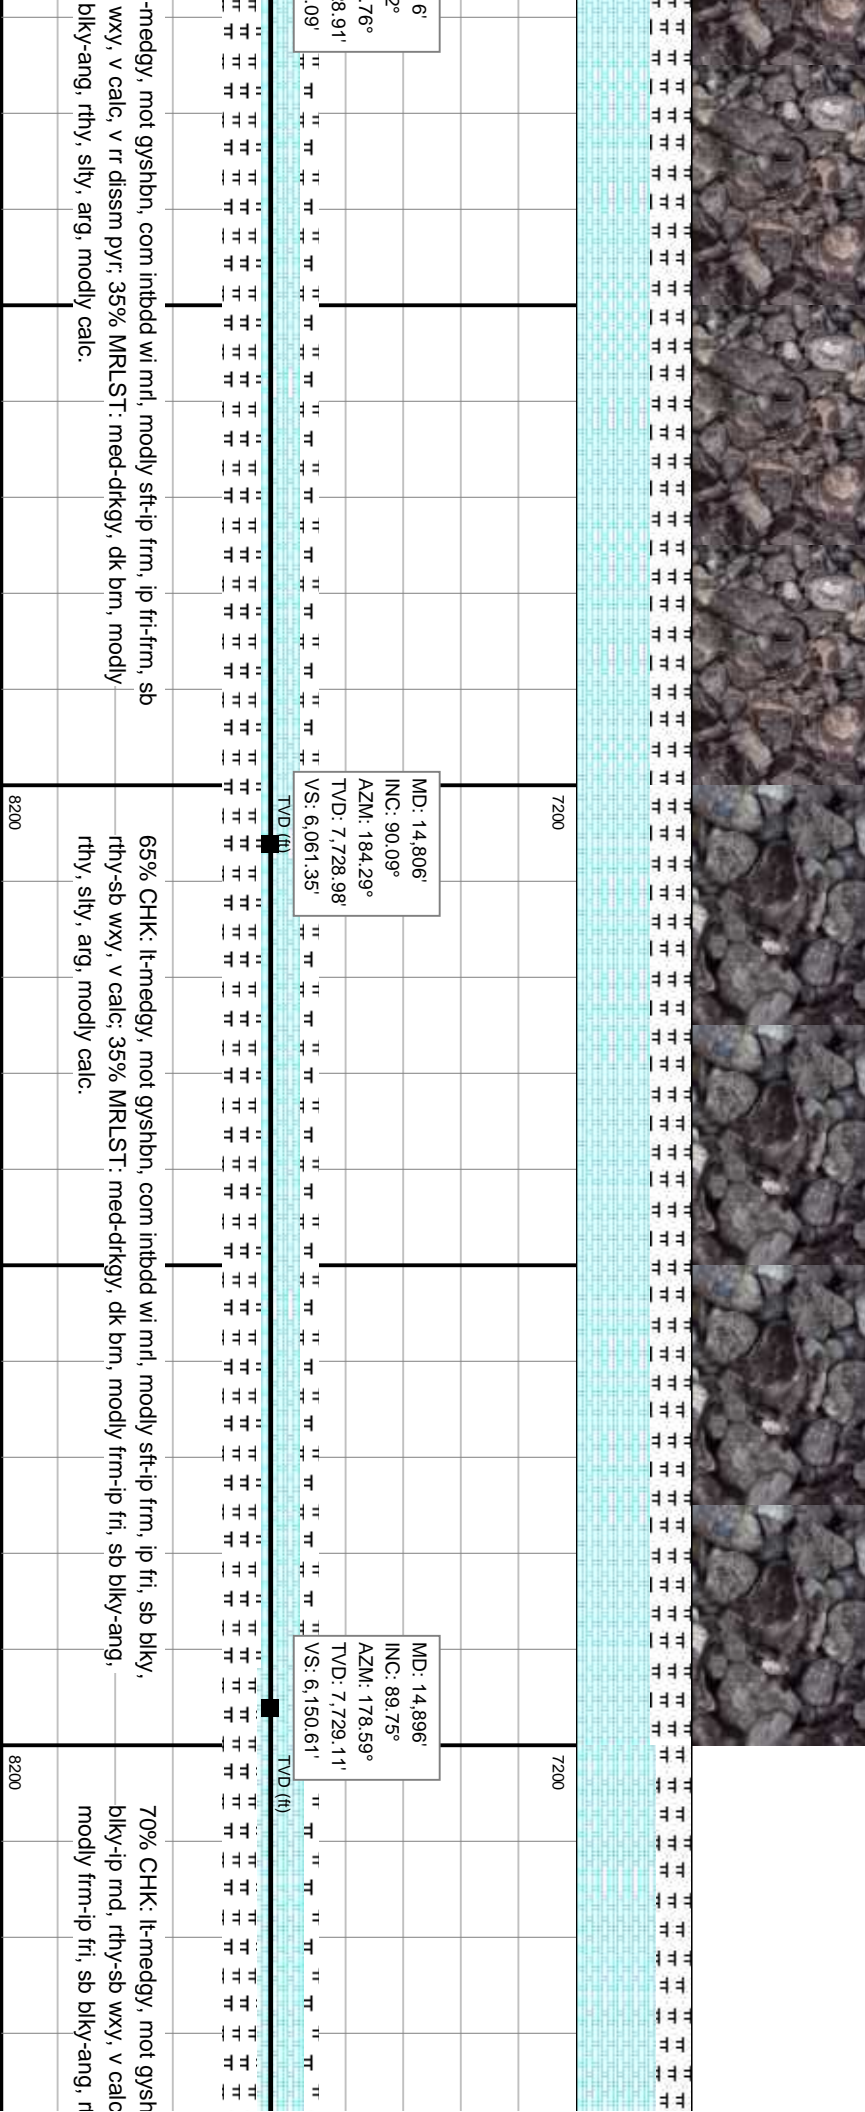 6'
2°
.76°
8.91'
.09'
-medgy, mot gyshbn, com intbdd wi mrl, modly sft-ip frm, ip fri-frm, sb
wxy, v calc, v rr dissm pyr; 35% MRLST: med-drkgy, dk brn, modly
blky-ang, rthy, slty, arg, modly calc.
7200
MD: 14,806'
INC: 90.09°
AZM: 184.29°
TVD: 7,728.98'
VS: 6,061.35'
TVD (ft)
8200
65% CHK: lt-medgy, mot gyshbn, com intbdd wi mrl, modly sft-ip frm, ip fri, sb blky,
rthy-sb wxy, v calc; 35% MRLST: med-drkgy, dk brn, modly frm-ip fri, sb blky-ang,
rthy, slty, arg, modly calc.
MD: 14,896'
INC: 89.75°
AZM: 178.59°
TVD: 7,729.11'
VS: 6,150.61'
7200
TVD (ft)
8200
70% CHK: lt-medgy, mot gysh
blky-ip rnd, rthy-sb wxy, v calc
modly frm-ip fri, sb blky-ang, rt